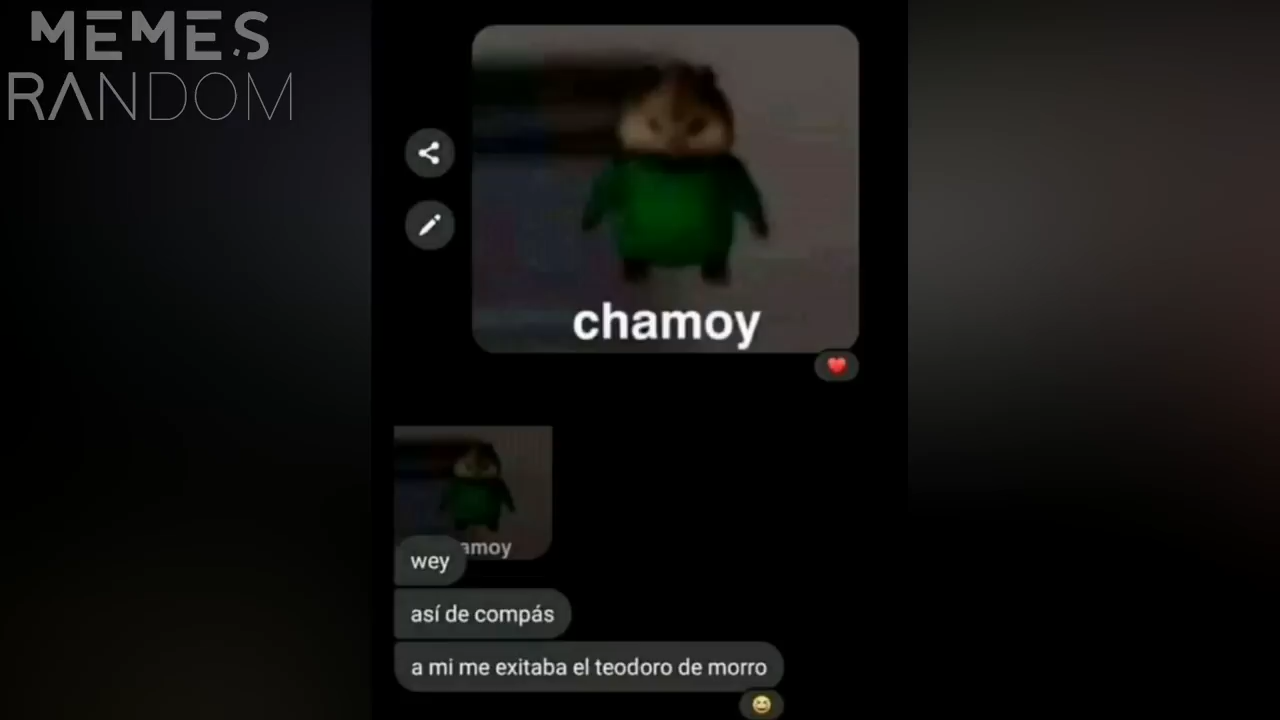 MEMES
RANDOM
chamoy
amoy
wey
así de compás
a mi me exitaba el teodoro de morro